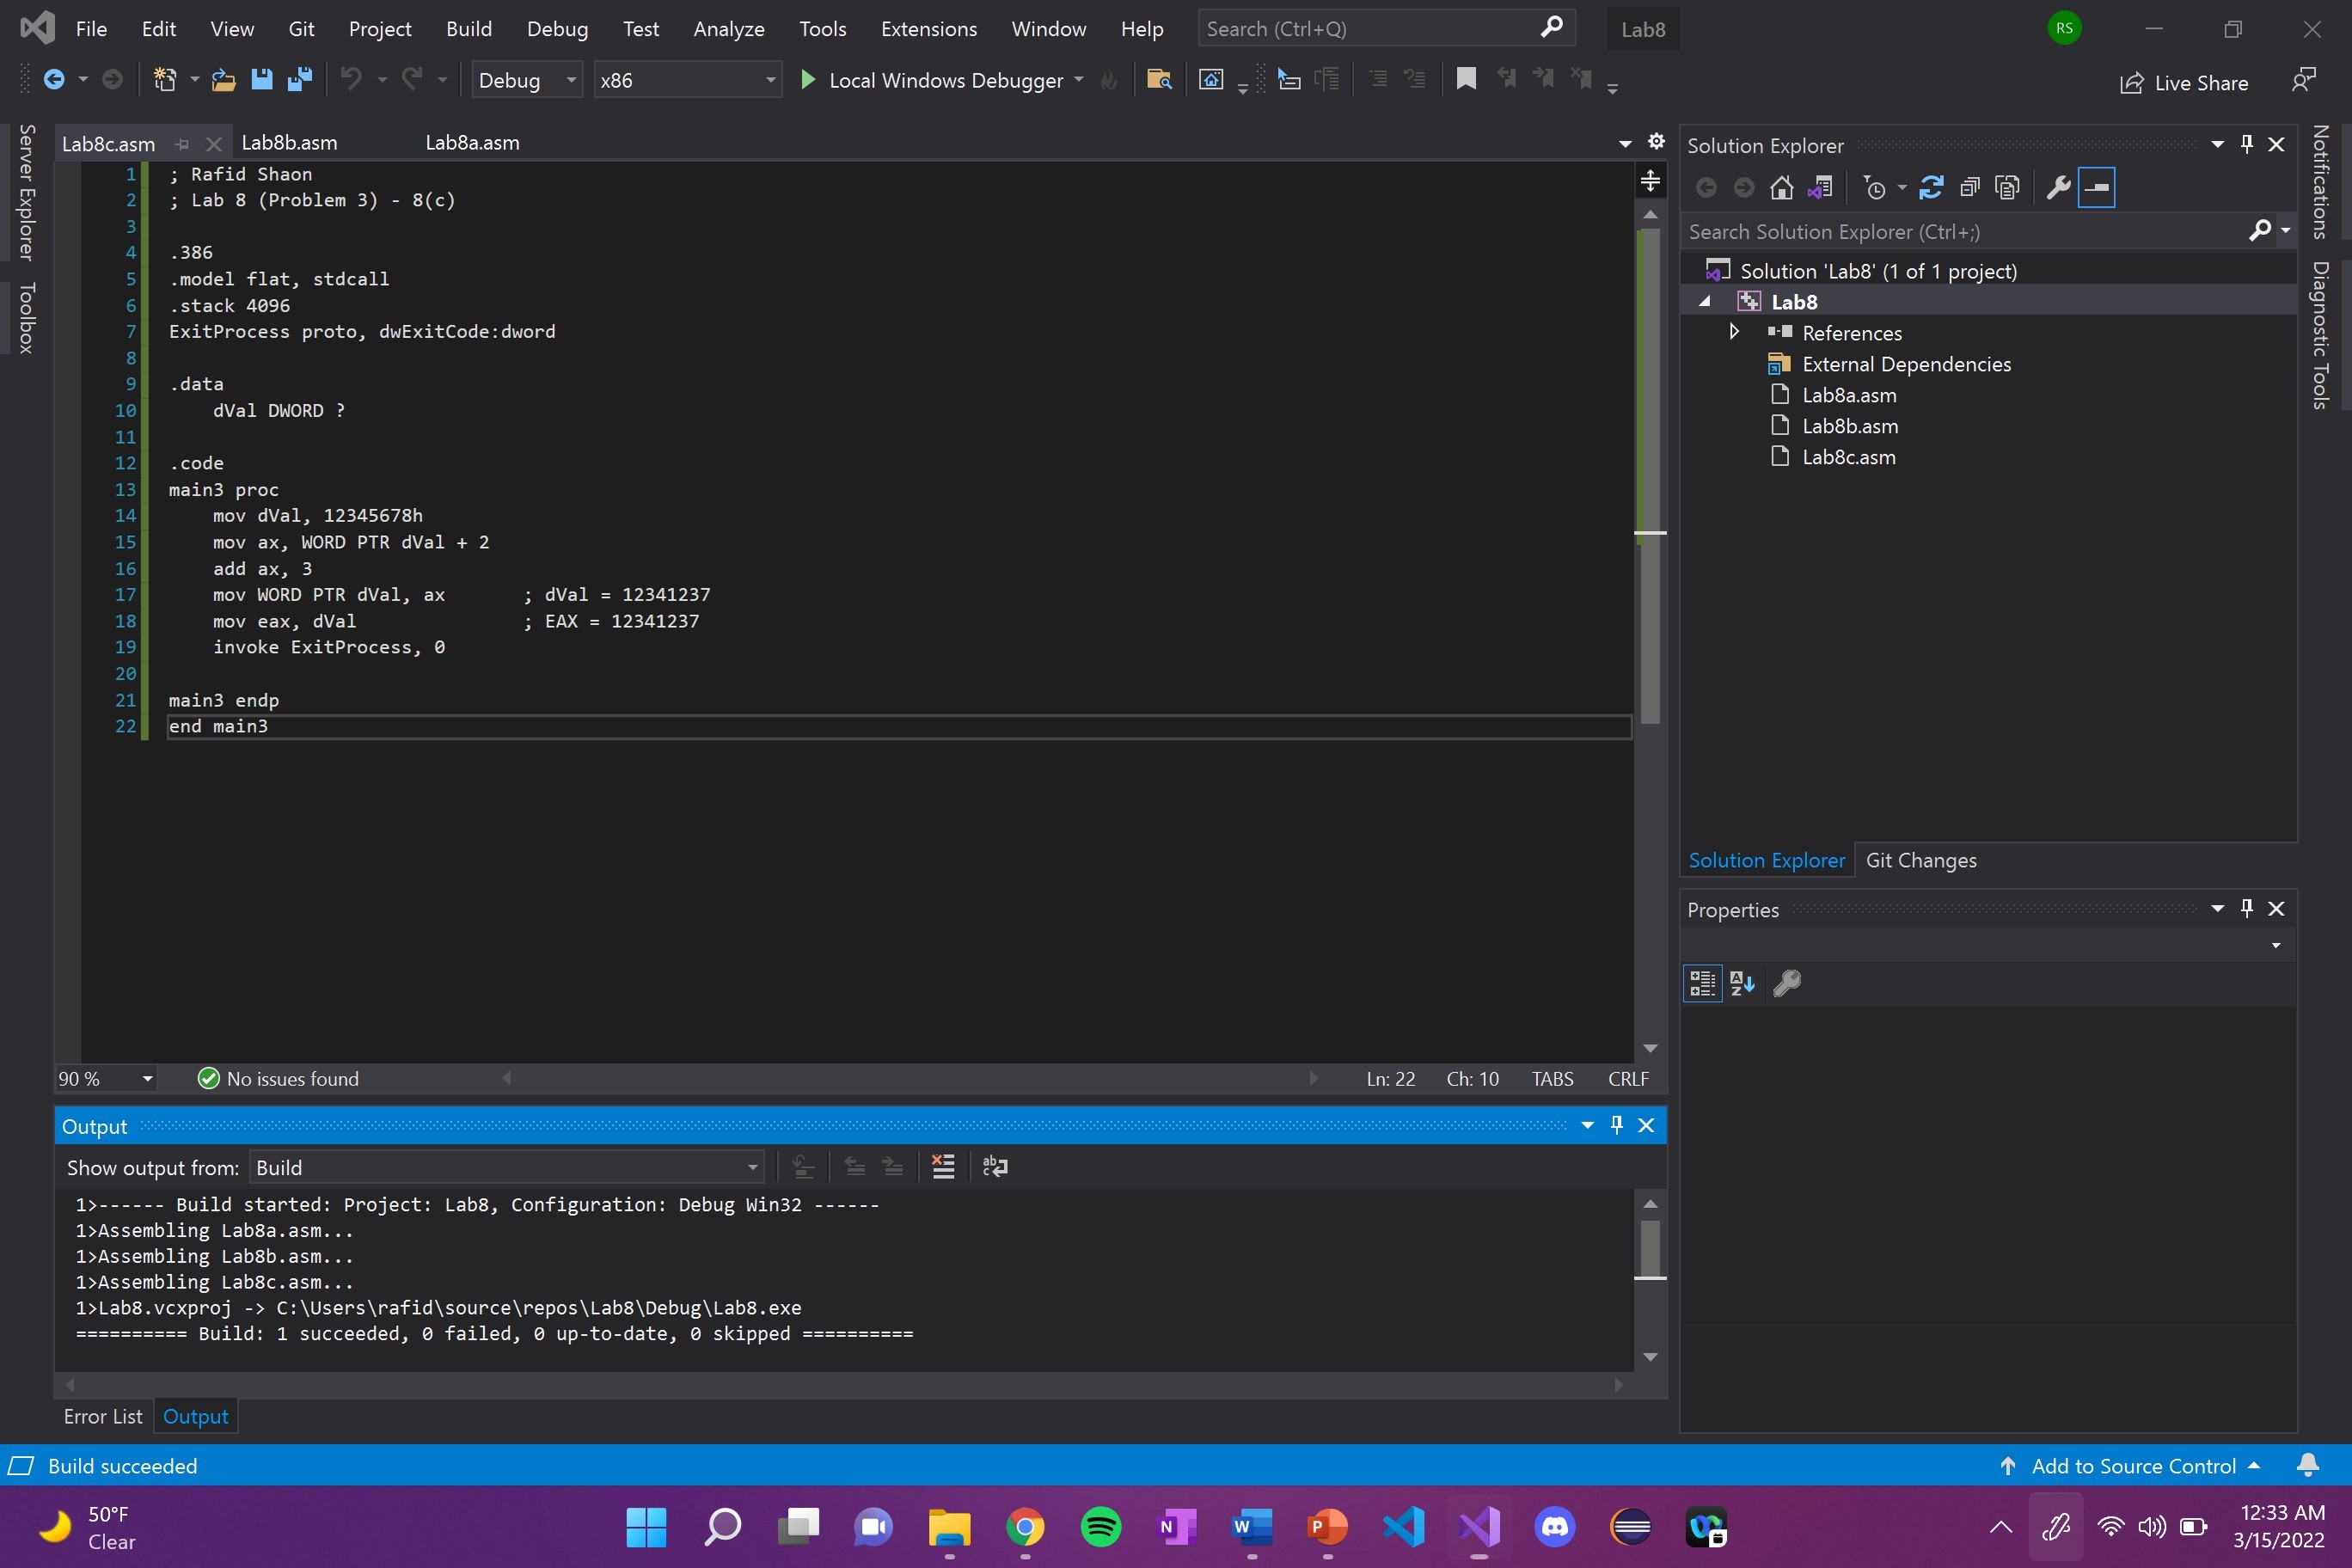 File Edit View Git Project Build Debug Test Analyze Tools Extensions Window Help Search (Ctrl+Q) Lab8 RS
Debug x86 Local Windows Debugger Live Share
Server Explorer
Toolbox
Lab8c.asm Lab8b.asm Lab8a.asm
1 ; Rafid Shaon
2 ; Lab 8 (Problem 3) - 8(c)
3
4 .386
5 .model flat, stdcall
6 .stack 4096
7 ExitProcess proto, dwExitCode:dword
8
9 .data
10 dVal DWORD ?
11
12 .code
13 main3 proc
14 mov dVal, 12345678h
15 mov ax, WORD PTR dVal + 2
16 add ax, 3
17 mov WORD PTR dVal, ax ; dVal = 12341237
18 mov eax, dVal ; EAX = 12341237
19 invoke ExitProcess, 0
20
21 main3 endp
22 end main3
90 % No issues found Ln: 22 Ch: 10 TABS CRLF
Output
Show output from: Build
1>------ Build started: Project: Lab8, Configuration: Debug Win32 ------
1>Assembling Lab8a.asm...
1>Assembling Lab8b.asm...
1>Assembling Lab8c.asm...
1>Lab8.vcxproj -> C:\Users\rafid\source\repos\Lab8\Debug\Lab8.exe
========== Build: 1 succeeded, 0 failed, 0 up-to-date, 0 skipped ==========
Error List Output
Solution Explorer
Search Solution Explorer (Ctrl+;)
Solution 'Lab8' (1 of 1 project)
Lab8
References
External Dependencies
Lab8a.asm
Lab8b.asm
Lab8c.asm
Solution Explorer Git Changes
Properties
Notifications
Diagnostic Tools
Build succeeded Add to Source Control
50°F
Clear
12:33 AM
3/15/2022